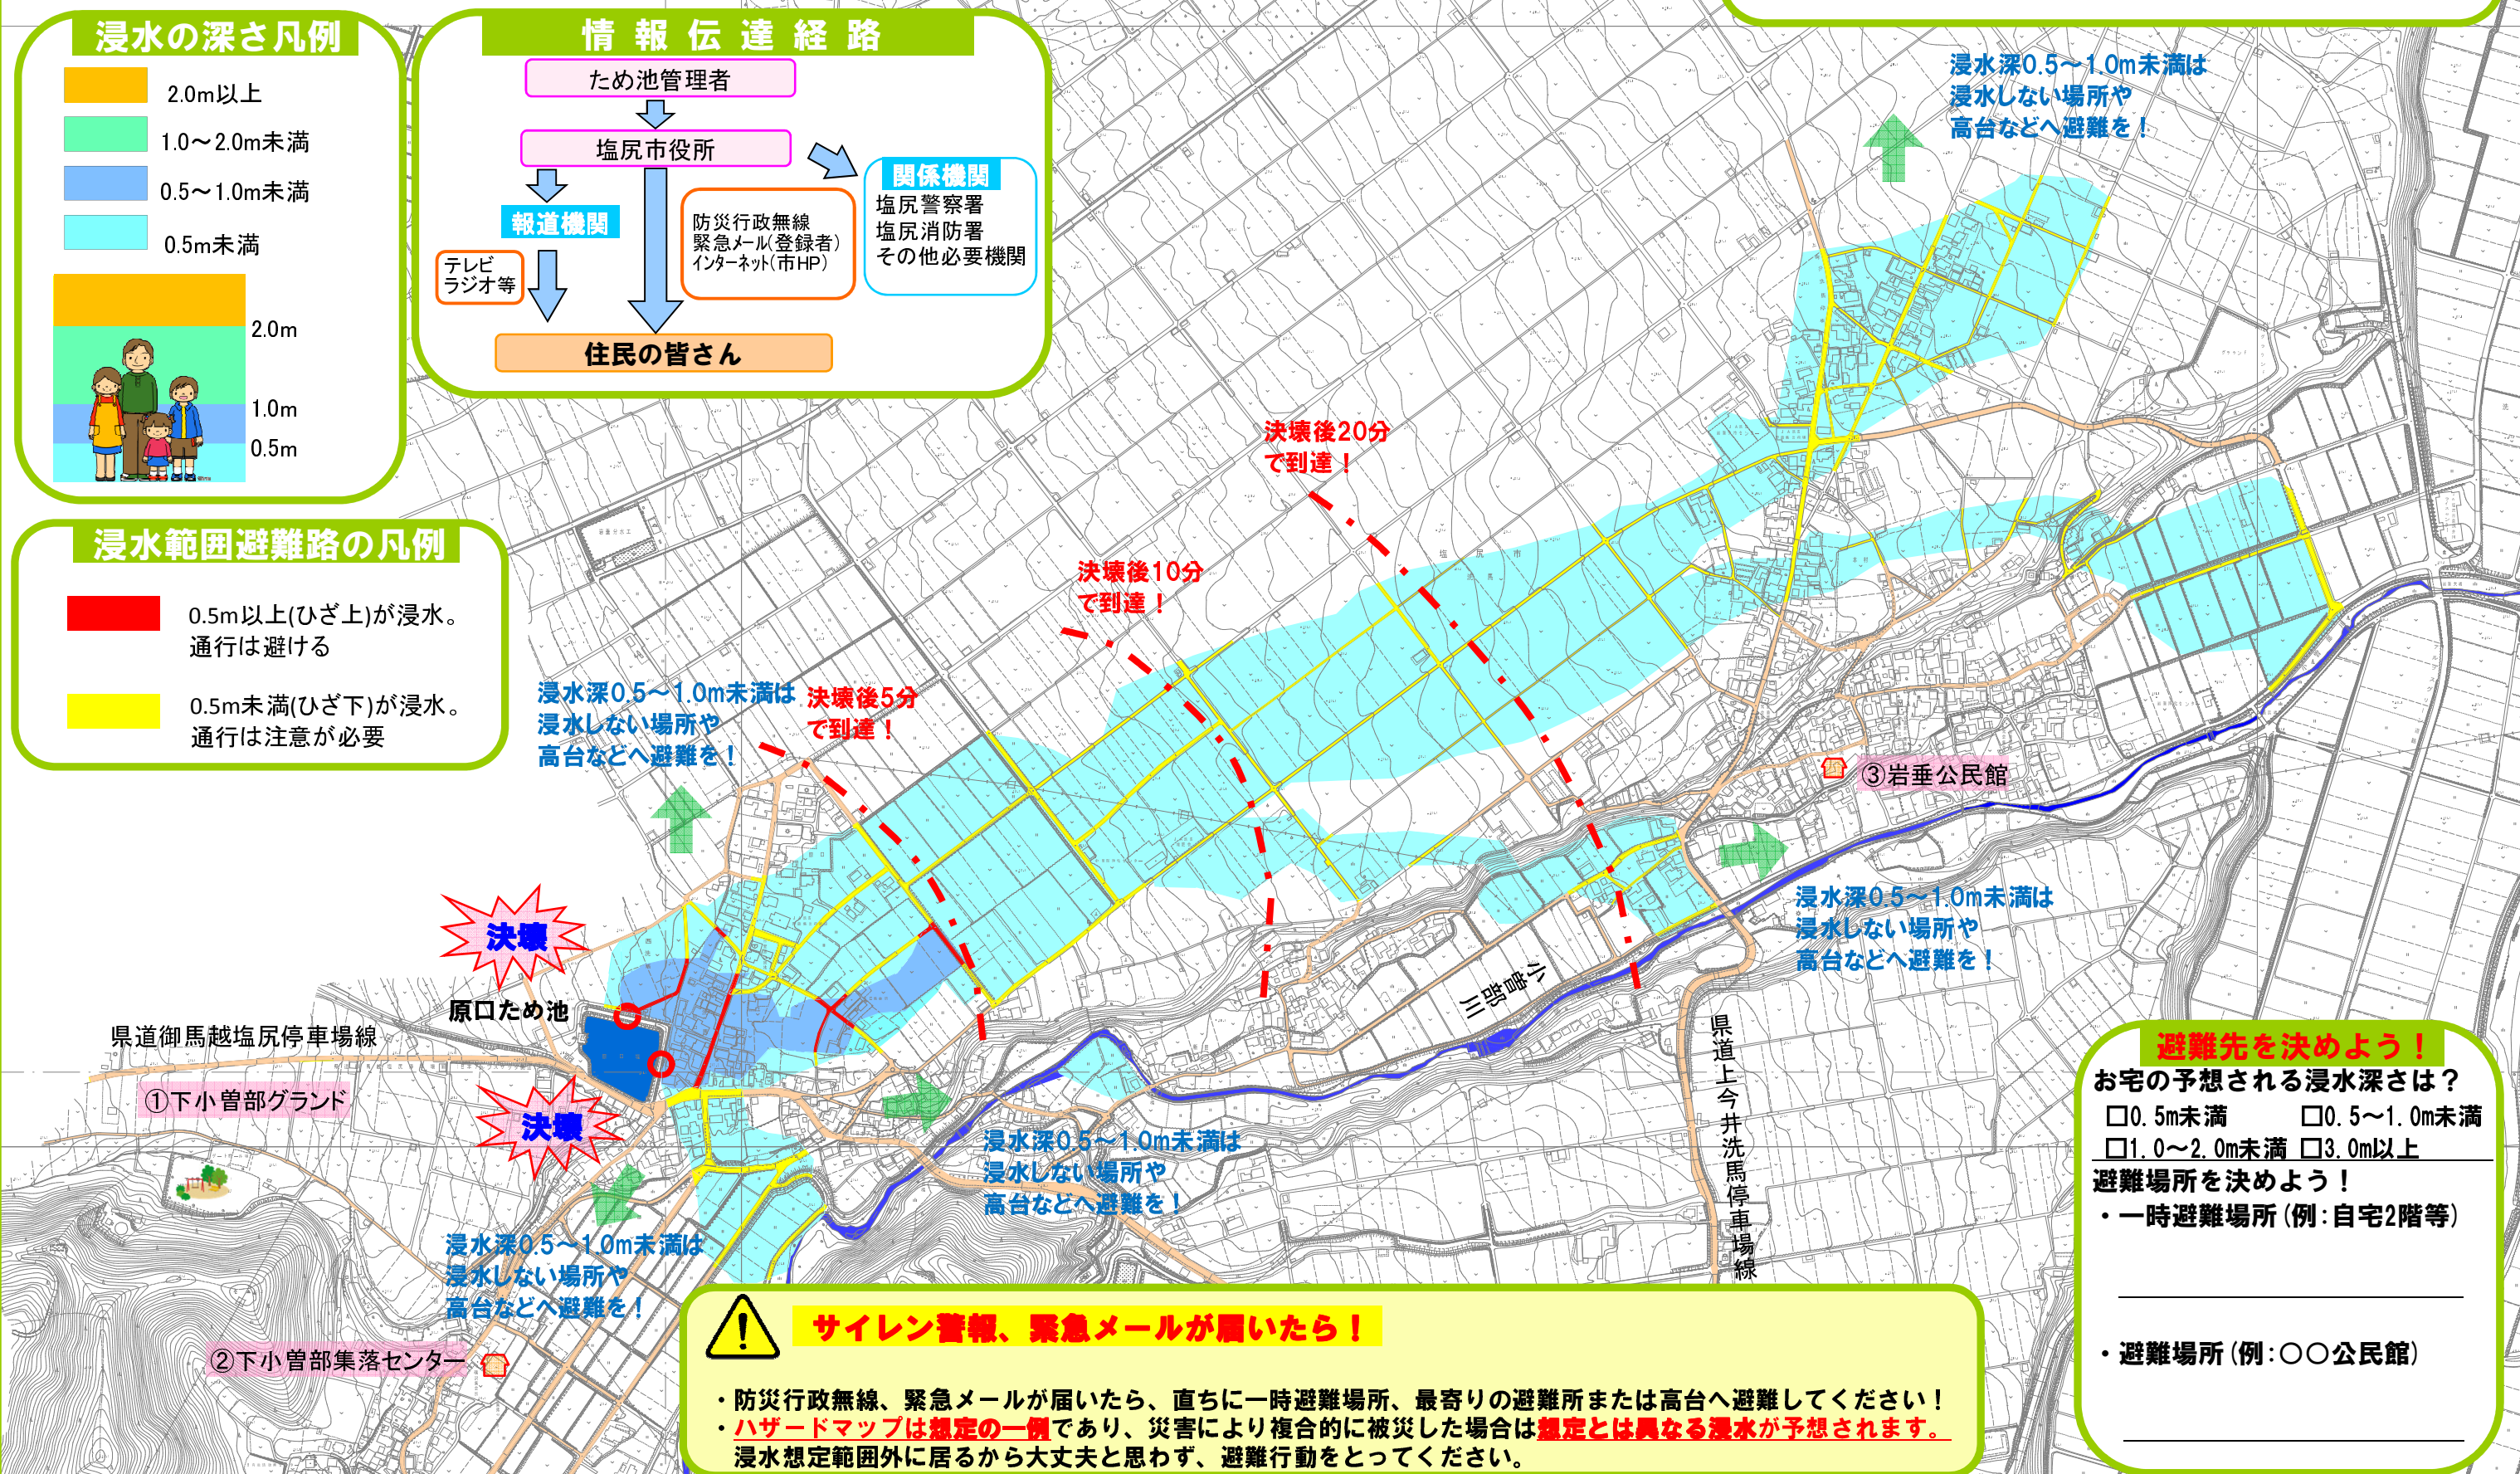 浸水の深さ凡例
2.0m以上
1.0～2.0m未満
0.5～1.0m未満
0.5m未満
2.0m
1.0m
0.5m
情報伝達経路
ため池管理者
塩尻市役所
報道機関
テレビ
ラジオ等
防災行政無線
緊急メール(登録者)
インターネット(市HP)
関係機関
塩尻警察署
塩尻消防署
その他必要機関
住民の皆さん
浸水範囲避難路の凡例
0.5m以上(ひざ上)が浸水。
通行は避ける
0.5m未満(ひざ下)が浸水。
通行は注意が必要
浸水深0.5～1.0m未満は
浸水しない場所や
高台などへ避難を！
決壊後20分
で到達！
決壊後10分
で到達！
決壊後5分
で到達！
塩尻市
浸水深0.5～1.0m未満は
浸水しない場所や
高台などへ避難を！
③岩垂公民館
浸水深0.5～1.0m未満は
浸水しない場所や
高台などへ避難を！
決壊
原口ため池
県道御馬越塩尻停車場線
①下小曽部グランド
決壊
小曽部川
県道上今井洗馬停車場線
浸水深0.5～1.0m未満は
浸水しない場所や
高台などへ避難を！
浸水深0.5～1.0m未満は
浸水しない場所や
高台などへ避難を！
②下小曽部集落センター
サイレン警報、緊急メールが届いたら！
・防災行政無線、緊急メールが届いたら、直ちに一時避難場所、最寄りの避難所または高台へ避難してください！
・ハザードマップは想定の一例であり、災害により複合的に被災した場合は想定とは異なる浸水が予想されます。
浸水想定範囲外に居るから大丈夫と思わず、避難行動をとってください。
避難先を決めよう！
お宅の予想される浸水深さは？
□0.5m未満 □0.5～1.0m未満
□1.0～2.0m未満 □3.0m以上
避難場所を決めよう！
・一時避難場所(例:自宅2階等)
・避難場所(例:○○公民館)